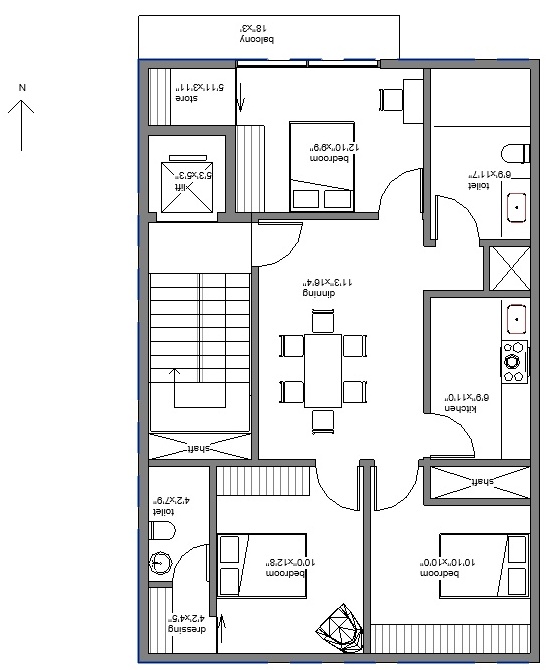 N
balcony
18"x3'
store
5'11"x3'11"
lift
5'3"x5'3"
bedroom
12'10"x9'9"
toilet
6'9"x11'7"
dinning
11'3"x16'4"
kitchen
6'9"x11'0"
shaft
shaft
toilet
4'2"x7'9"
bedroom
10'0"x12'8"
bedroom
10'10"x10'0"
dressing
4'2"x4'5"